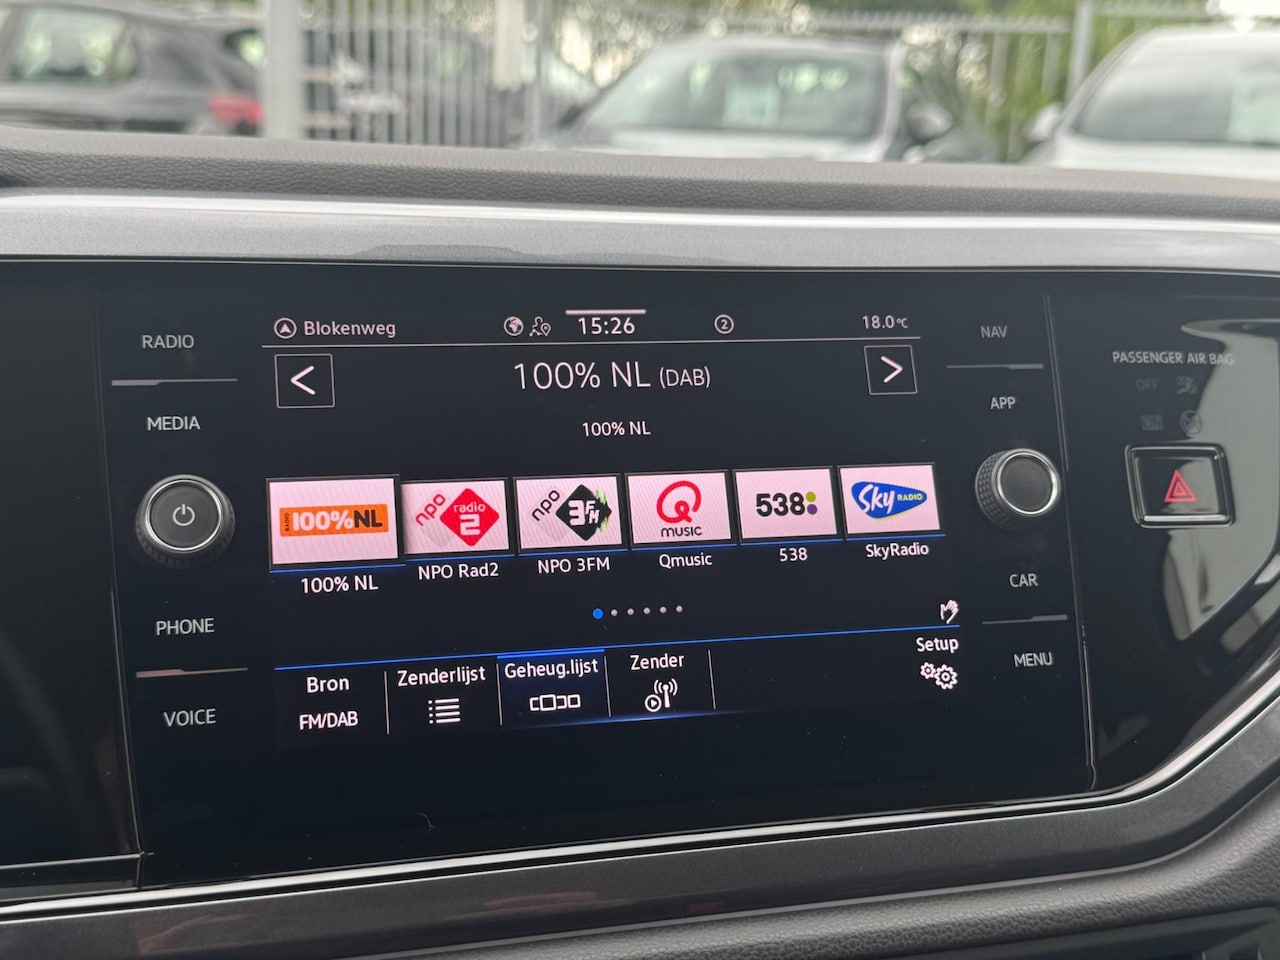 RADIO
MEDIA
PHONE
VOICE
Blokenweg
15:26
2
18.0°C
100% NL (DAB)
100% NL
RADIO 100%NL
npo radio 2
npo 3FM
Q MUSIC
538
Sky RADIO
100% NL
NPO Rad2
NPO 3FM
Qmusic
538
SkyRadio
Bron
FM/DAB
Zenderlijst
Geheug.lijst
Zender
Setup
NAV
APP
CAR
MENU
PASSENGER AIR BAG
OFF
ON